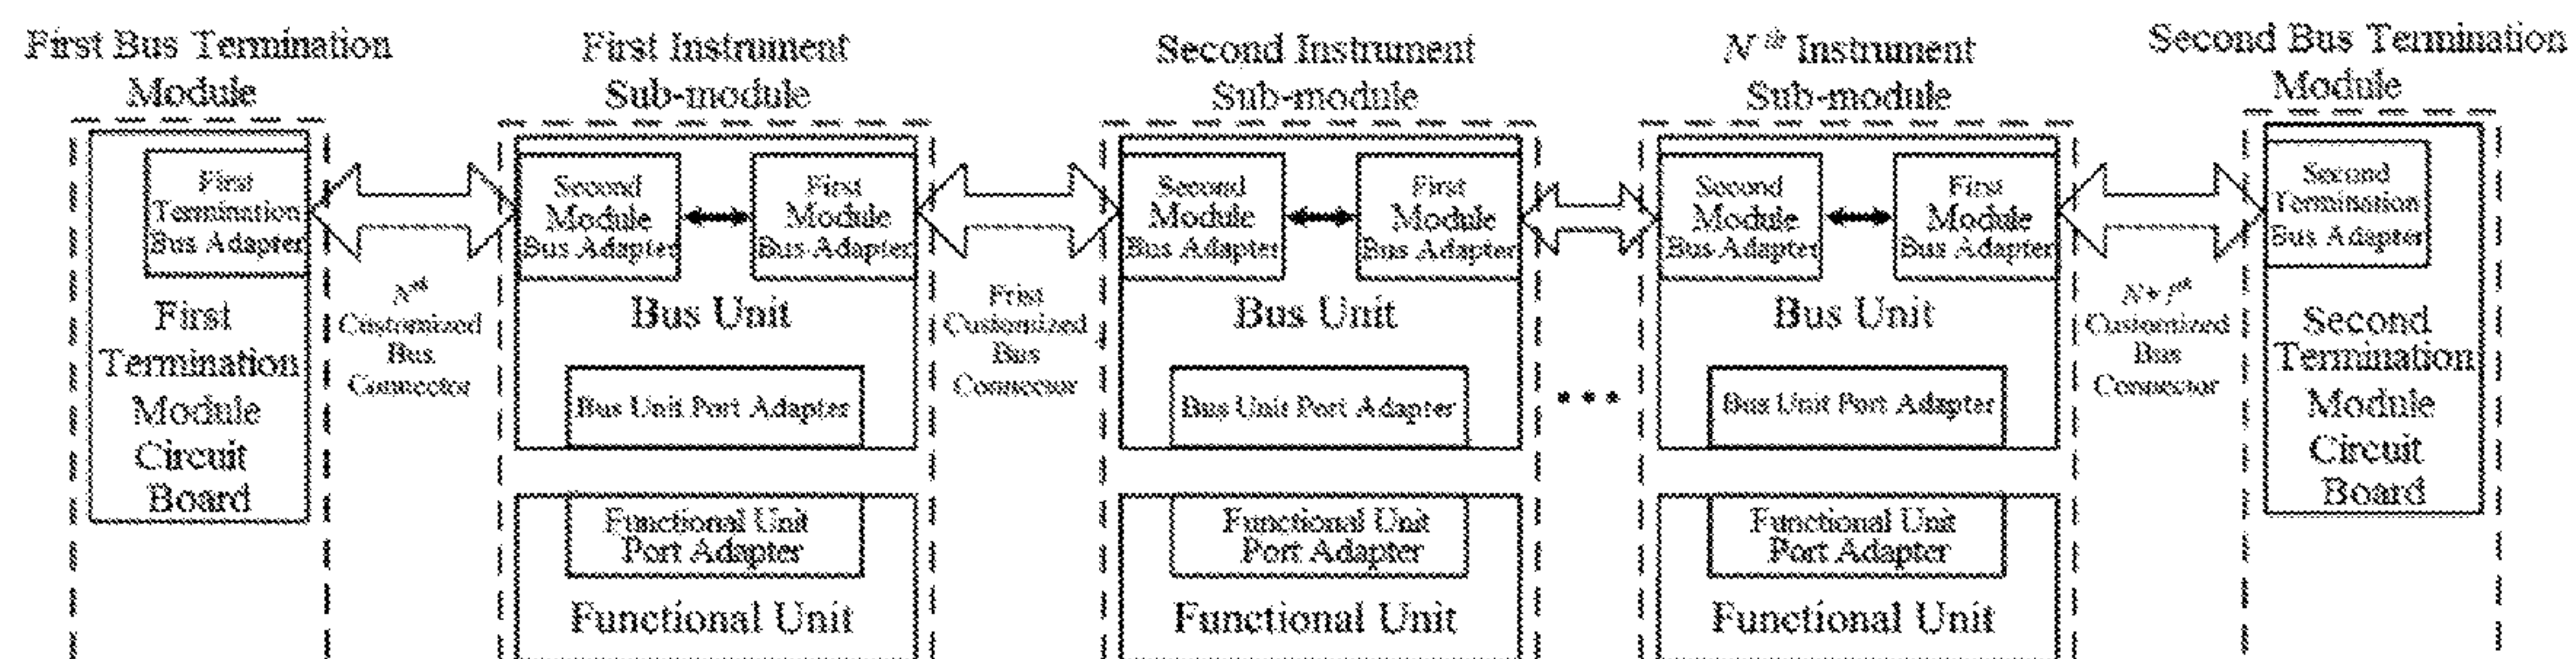 First Bus Termination
Module
First Instrument
Sub-module
Second Instrument
Sub-module
N th Instrument
Sub-module
Second Bus Termination
Module
First
Termination
Bus Adapter
First
Termination
Module
Circuit
Board
Nth
Customized
Bus
Connector
Second
Module
Bus Adapter
First
Module
Bus Adapter
Bus Unit
Bus Unit Port Adapter
Functional Unit
Port Adapter
Functional Unit
Frist
Customized
Bus
Connector
Second
Module
Bus Adapter
First
Module
Bus Adapter
Bus Unit
Bus Unit Port Adapter
Functional Unit
Port Adapter
Functional Unit
...
Second
Module
Bus Adapter
First
Module
Bus Adapter
Bus Unit
Bus Unit Port Adapter
Functional Unit
Port Adapter
Functional Unit
Customized
Bus
Connector
Second
Termination
Bus Adapter
Second
Termination
Module
Circuit
Board